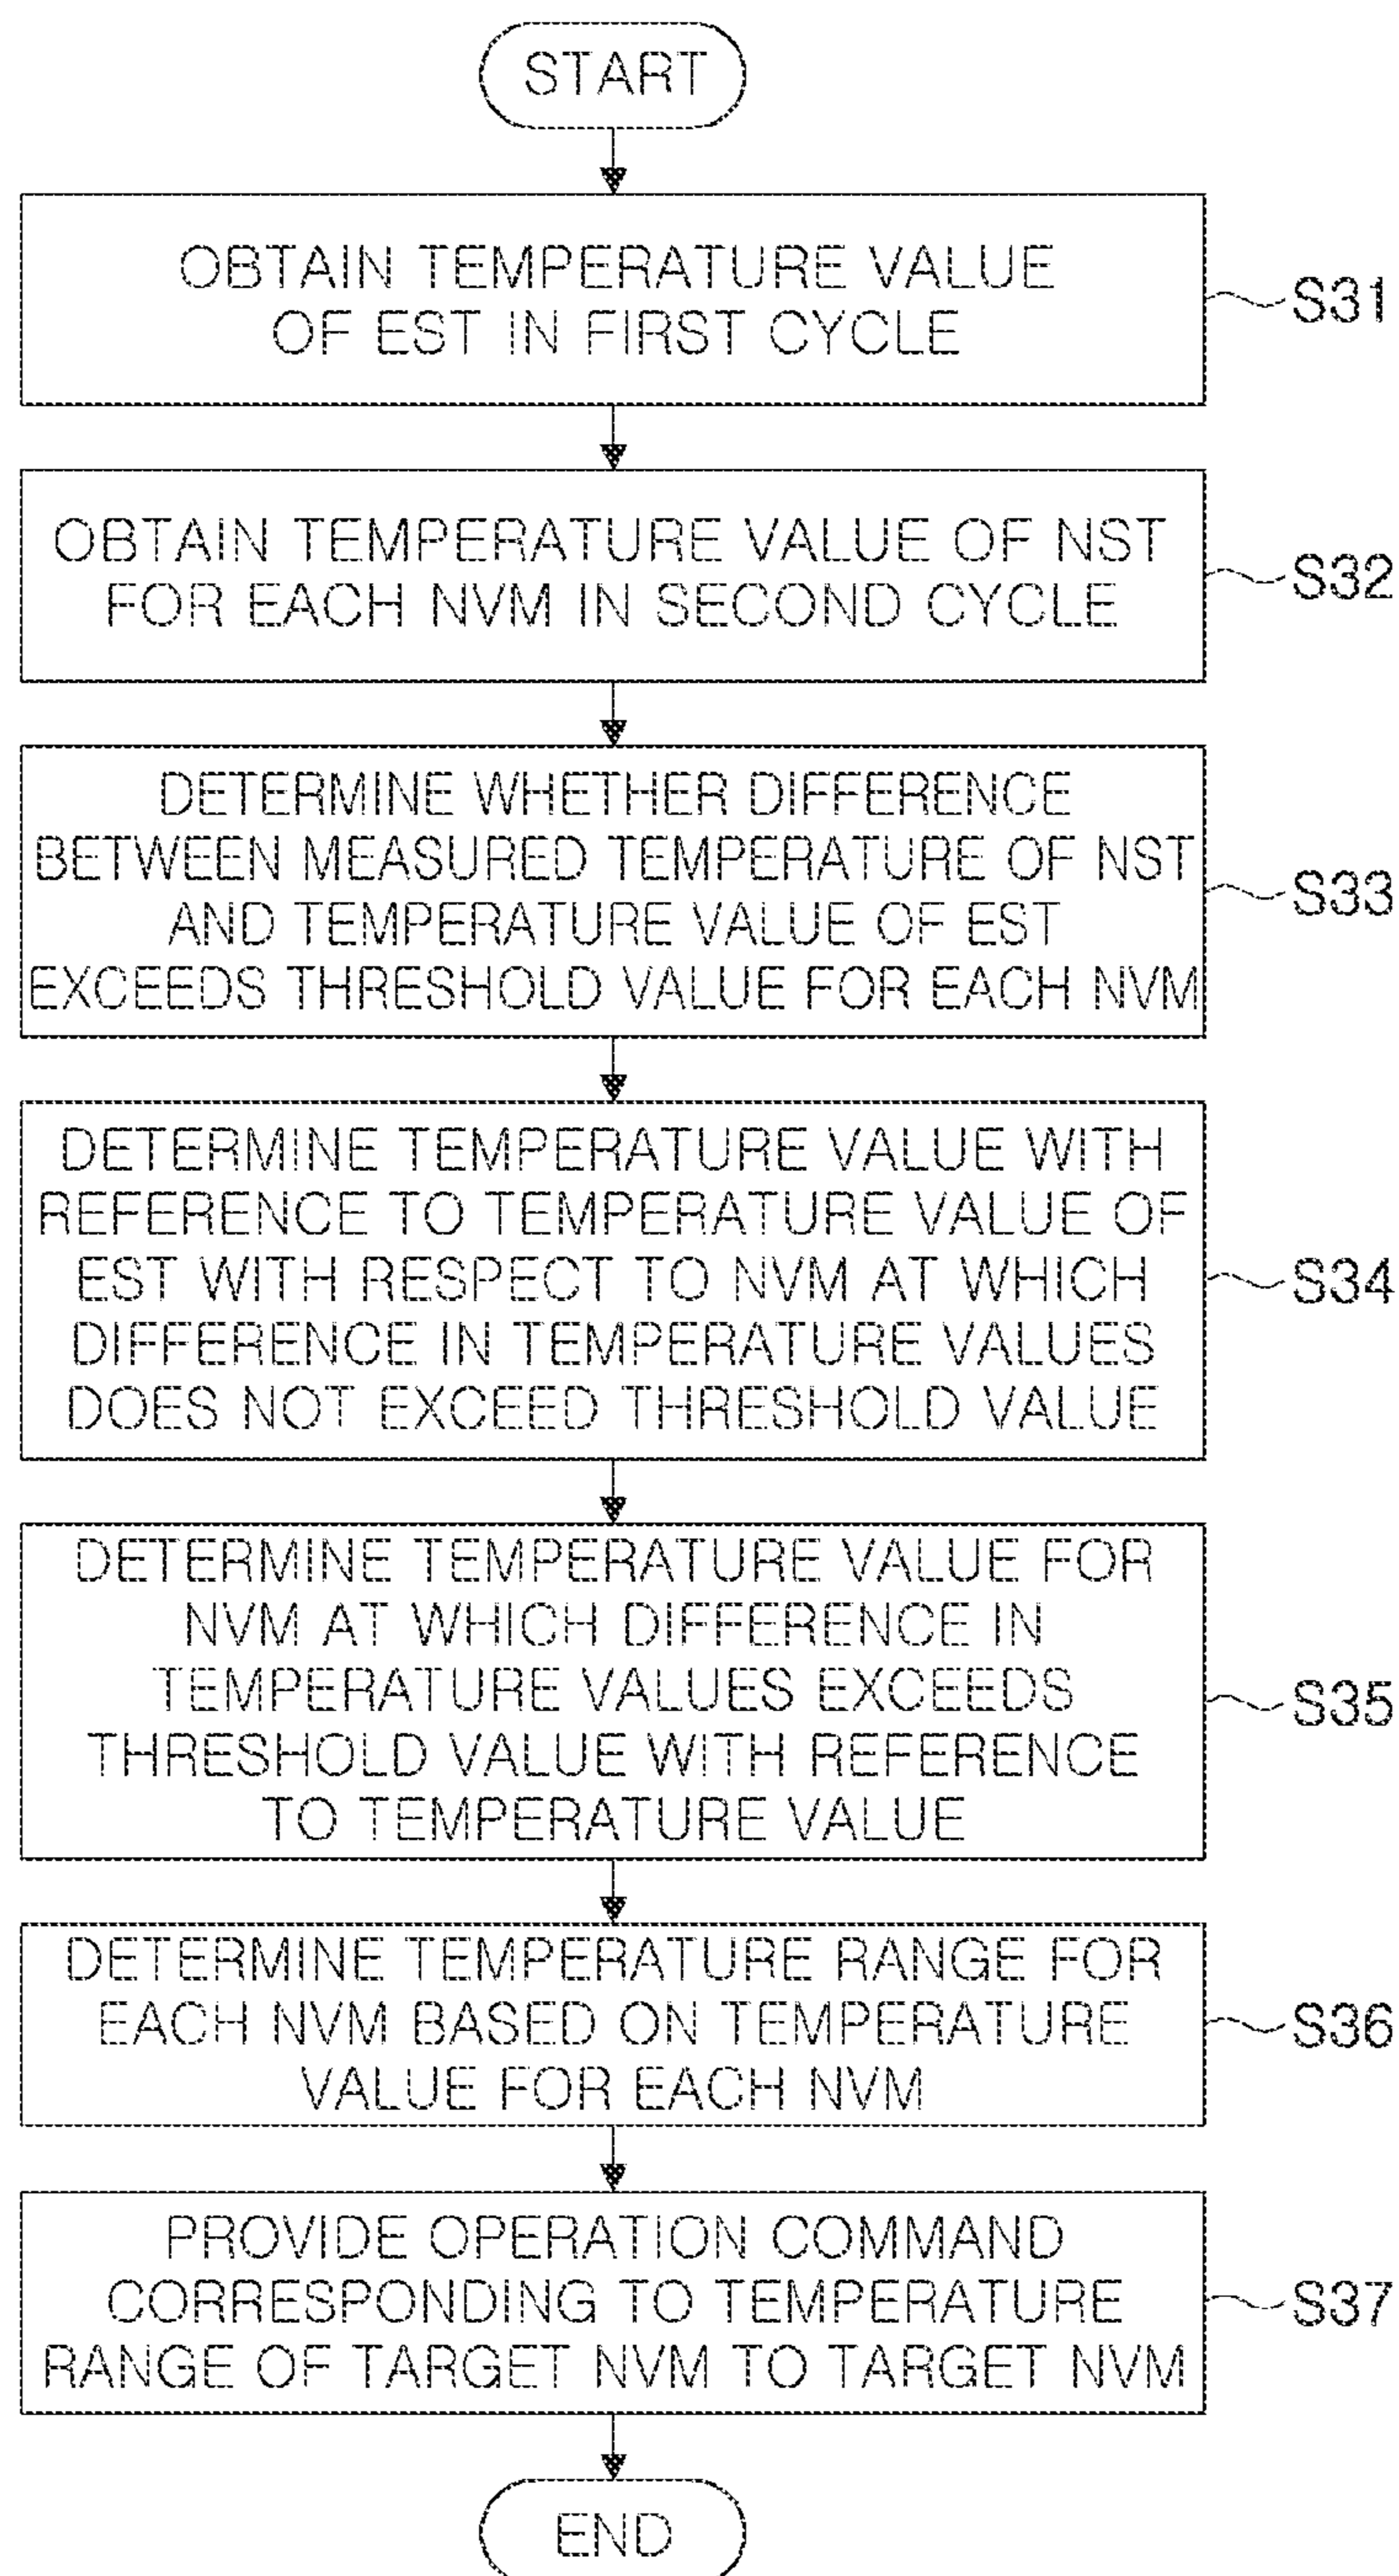 START
OBTAIN TEMPERATURE VALUE
OF EST IN FIRST CYCLE
S31
OBTAIN TEMPERATURE VALUE OF NST
FOR EACH NVM IN SECOND CYCLE
S32
DETERMINE WHETHER DIFFERENCE
BETWEEN MEASURED TEMPERATURE OF NST
AND TEMPERATURE VALUE OF EST
EXCEEDS THRESHOLD VALUE FOR EACH NVM
S33
DETERMINE TEMPERATURE VALUE WITH
REFERENCE TO TEMPERATURE VALUE OF
EST WITH RESPECT TO NVM AT WHICH
DIFFERENCE IN TEMPERATURE VALUES
DOES NOT EXCEED THRESHOLD VALUE
S34
DETERMINE TEMPERATURE VALUE FOR
NVM AT WHICH DIFFERENCE IN
TEMPERATURE VALUES EXCEEDS
THRESHOLD VALUE WITH REFERENCE
TO TEMPERATURE VALUE
S35
DETERMINE TEMPERATURE RANGE FOR
EACH NVM BASED ON TEMPERATURE
VALUE FOR EACH NVM
S36
PROVIDE OPERATION COMMAND
CORRESPONDING TO TEMPERATURE
RANGE OF TARGET NVM TO TARGET NVM
S37
END